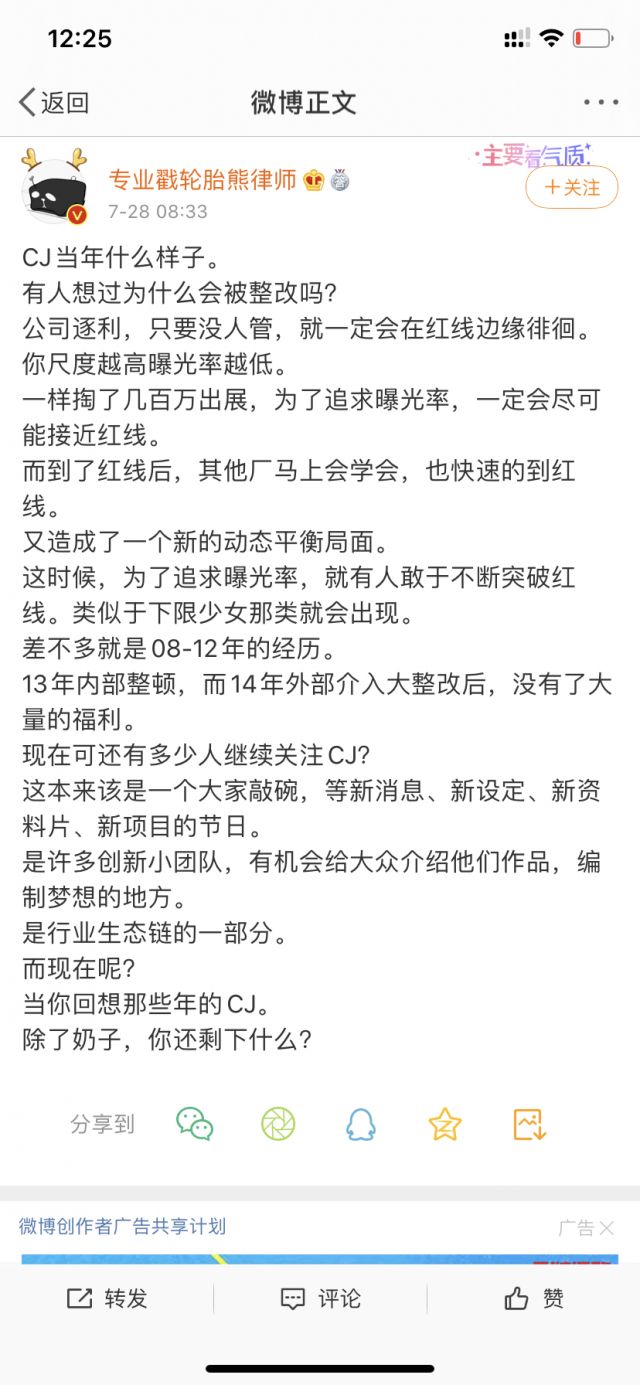 12:25
返回
微博正文
主要看气质
专业戳轮胎熊律师
+关注
7-28 08:33
CJ当年什么样子。
有人想过为什么会被整改吗?
公司逐利，只要没人管，就一定会在红线边缘徘徊。
你尺度越高曝光率越低。
一样掏了几百万出展，为了追求曝光率，一定会尽可
能接近红线。
而到了红线后，其他厂马上会学会，也快速的到红
线。
又造成了一个新的动态平衡局面。
这时候，为了追求曝光率，就有人敢于不断突破红
线。类似于下限少女那类就会出现。
差不多就是08-12年的经历。
13年内部整顿，而14年外部介入大整改后，没有了大
量的福利。
现在可还有多少人继续关注CJ?
这本来该是一个大家敲碗，等新消息、新设定、新资
料片、新项目的节日。
是许多创新小团队，有机会给大众介绍他们作品，编
制梦想的地方。
是行业生态链的一部分。
而现在呢?
当你回想那些年的CJ。
除了奶子，你还剩下什么?
分享到
微博创作者广告共享计划
广告
转发
评论
赞